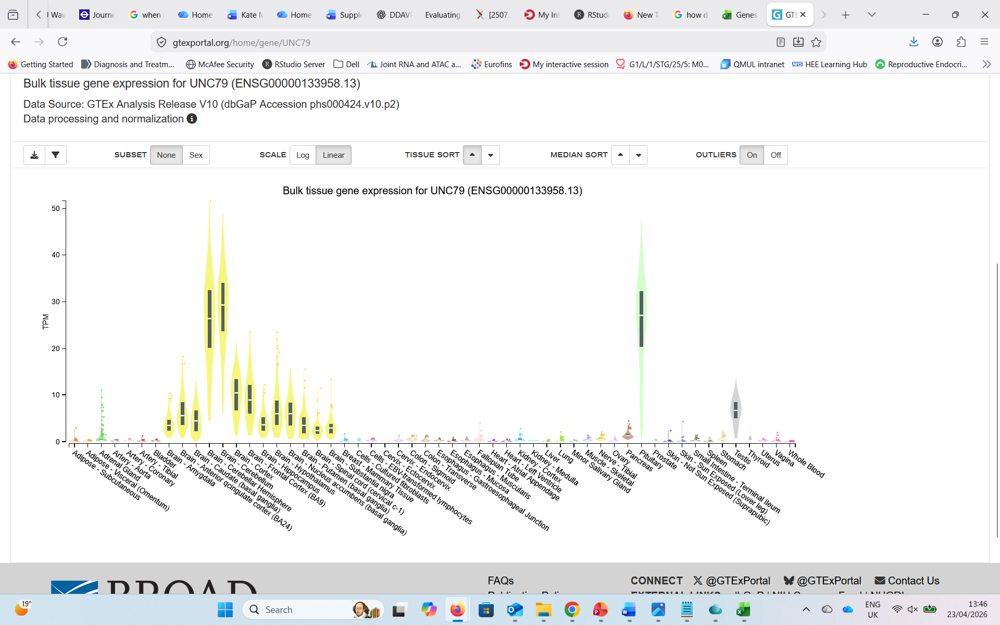 Wav
Journe
when
Home
Kate M
Home
Supple
DDAVP
Evaluating
[2507.
My Int
RStudi
New T
how d
Genes
GTE
gtexportal.org/home/gene/UNC79
Getting Started
Diagnosis and Treatm...
McAfee Security
RStudio Server
Dell
Joint RNA and ATAC a...
Eurofins
My interactive session
G1/L/1/STG/25/5: M0...
QMUL intranet
NHS HEE Learning Hub
Reproductive Endocri...
Bulk tissue gene expression for UNC79 (ENSG00000133958.13)
Data Source: GTEx Analysis Release V10 (dbGaP Accession phs000424.v10.p2)
Data processing and normalization
SUBSET None Sex SCALE Log Linear TISSUE SORT MEDIAN SORT OUTLIERS On Off
Bulk tissue gene expression for UNC79 (ENSG00000133958.13)
TPM
50
40
30
20
10
0
Adipose - Subcutaneous
Adipose - Visceral (Omentum)
Adrenal Gland
Artery - Aorta
Artery - Coronary
Artery - Tibial
Bladder
Brain - Amygdala
Brain - Anterior cingulate cortex (BA24)
Brain - Caudate (basal ganglia)
Brain - Cerebellar Hemisphere
Brain - Cerebellum
Brain - Cortex
Brain - Frontal Cortex (BA9)
Brain - Hippocampus
Brain - Hypothalamus
Brain - Nucleus accumbens (basal ganglia)
Brain - Putamen (basal ganglia)
Brain - Spinal cord (cervical c-1)
Brain - Substantia nigra
Breast - Mammary Tissue
Cells - Cultured fibroblasts
Cells - EBV-transformed lymphocytes
Cervix - Ectocervix
Cervix - Endocervix
Colon - Sigmoid
Colon - Transverse
Esophagus - Gastroesophageal Junction
Esophagus - Mucosa
Esophagus - Muscularis
Fallopian Tube
Heart - Atrial Appendage
Heart - Left Ventricle
Kidney - Cortex
Kidney - Medulla
Liver
Lung
Minor Salivary Gland
Muscle - Skeletal
Nerve - Tibial
Ovary
Pancreas
Pituitary
Prostate
Skin - Not Sun Exposed (Suprapubic)
Skin - Sun Exposed (Lower leg)
Small Intestine - Terminal Ileum
Spleen
Stomach
Testis
Thyroid
Uterus
Vagina
Whole Blood
BROAD
FAQs
CONNECT @GTExPortal @GTExPortal Contact Us
19°
Search
ENG
UK
13:46
23/04/2026